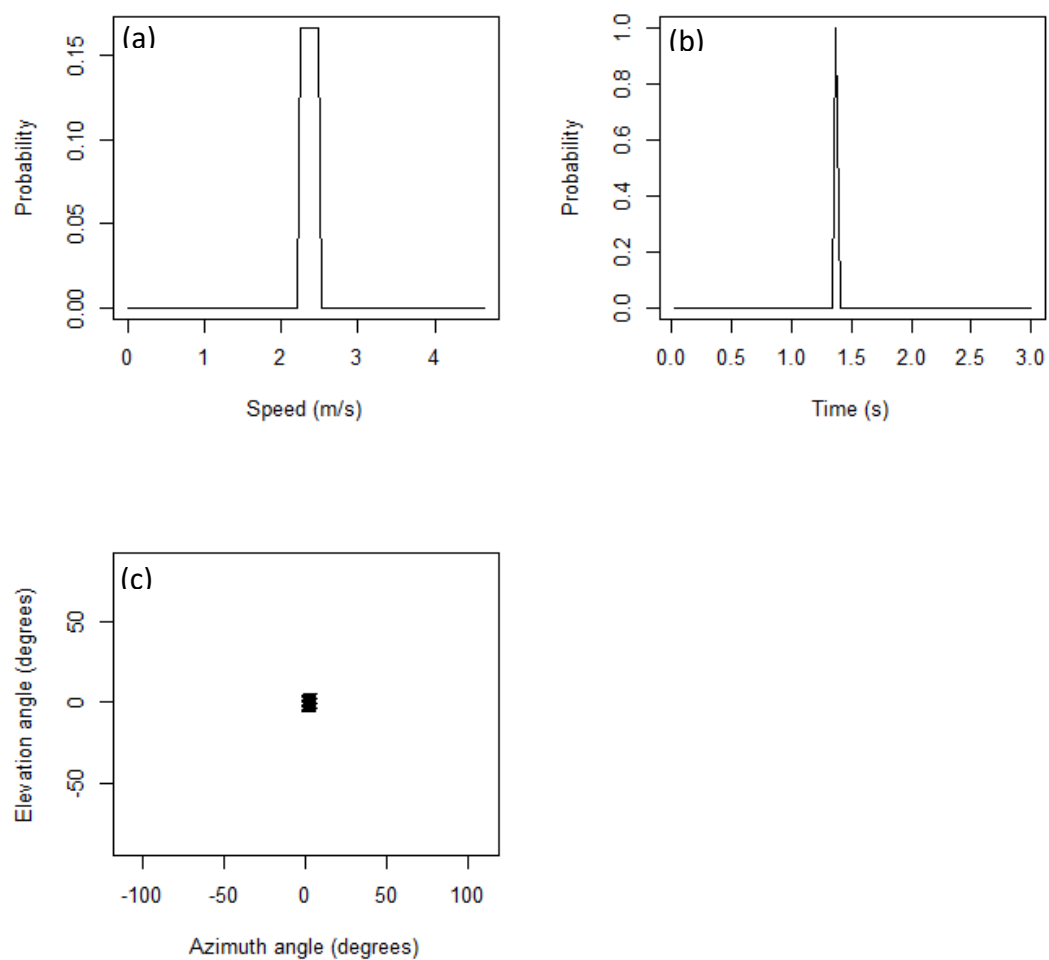 (a)
Probability
0.00 0.05 0.10 0.15
0 1 2 3 4
Speed (m/s)
(b)
Probability
0.0 0.2 0.4 0.6 0.8 1.0
0.0 0.5 1.0 1.5 2.0 2.5 3.0
Time (s)
(c)
Elevation angle (degrees)
-50 0 50
-100 -50 0 50 100
Azimuth angle (degrees)